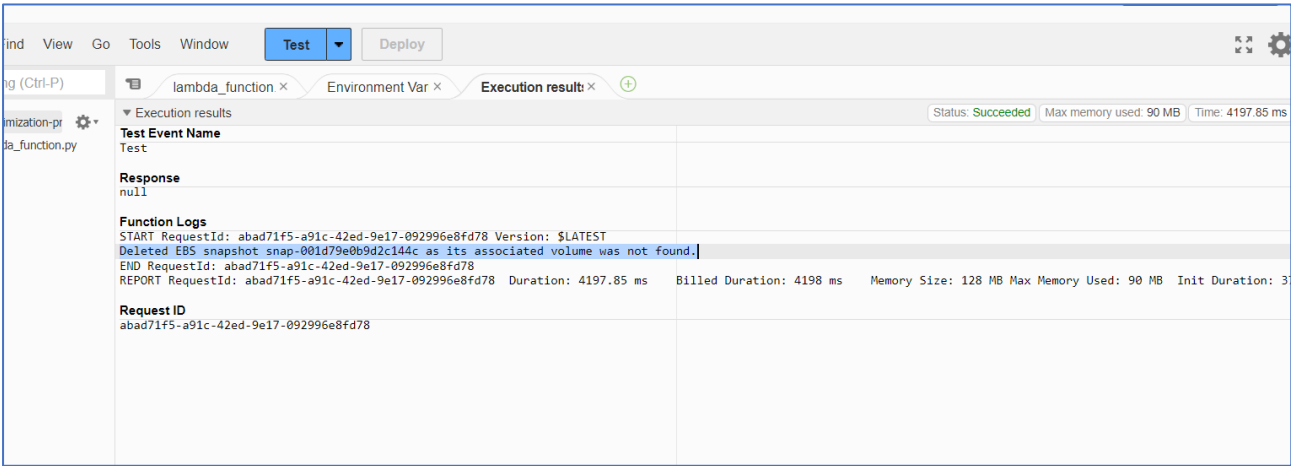 Find View Go Tools Window Test Deploy
ng (Ctrl-P)
lambda_function × Environment Var × Execution results ×
imization-pr
da_function.py
Execution results
Status: Succeeded Max memory used: 90 MB Time: 4197.85 ms
Test Event Name
Test
Response
null
Function Logs
START RequestId: abad71f5-a91c-42ed-9e17-092996e8fd78 Version: $LATEST
Deleted EBS snapshot snap-001d79e0b9d2c144c as its associated volume was not found.
END RequestId: abad71f5-a91c-42ed-9e17-092996e8fd78
REPORT RequestId: abad71f5-a91c-42ed-9e17-092996e8fd78 Duration: 4197.85 ms Billed Duration: 4198 ms Memory Size: 128 MB Max Memory Used: 90 MB Init Duration:
Request ID
abad71f5-a91c-42ed-9e17-092996e8fd78